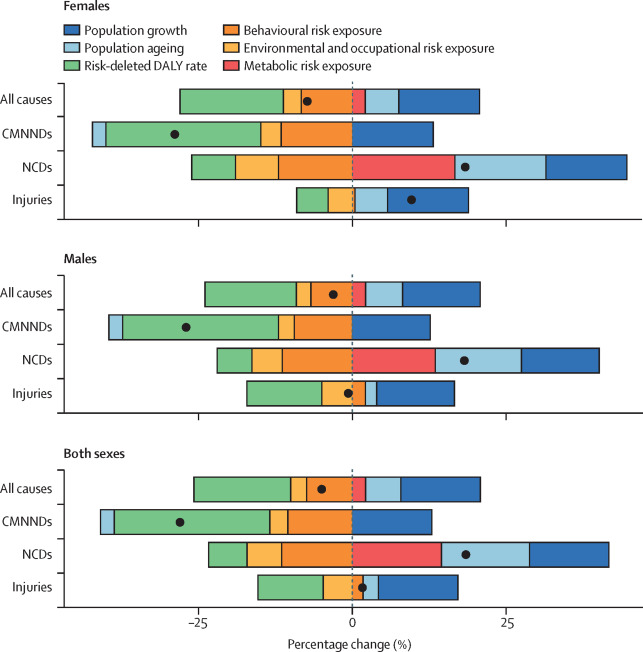 Females
Population growth
Behavioural risk exposure
Population ageing
Environmental and occupational risk exposure
Risk-deleted DALY rate
Metabolic risk exposure
All causes
CMNNDs
NCDs
Injuries
Males
All causes
CMNNDs
NCDs
Injuries
Both sexes
All causes
CMNNDs
NCDs
Injuries
–25
0
25
Percentage change (%)